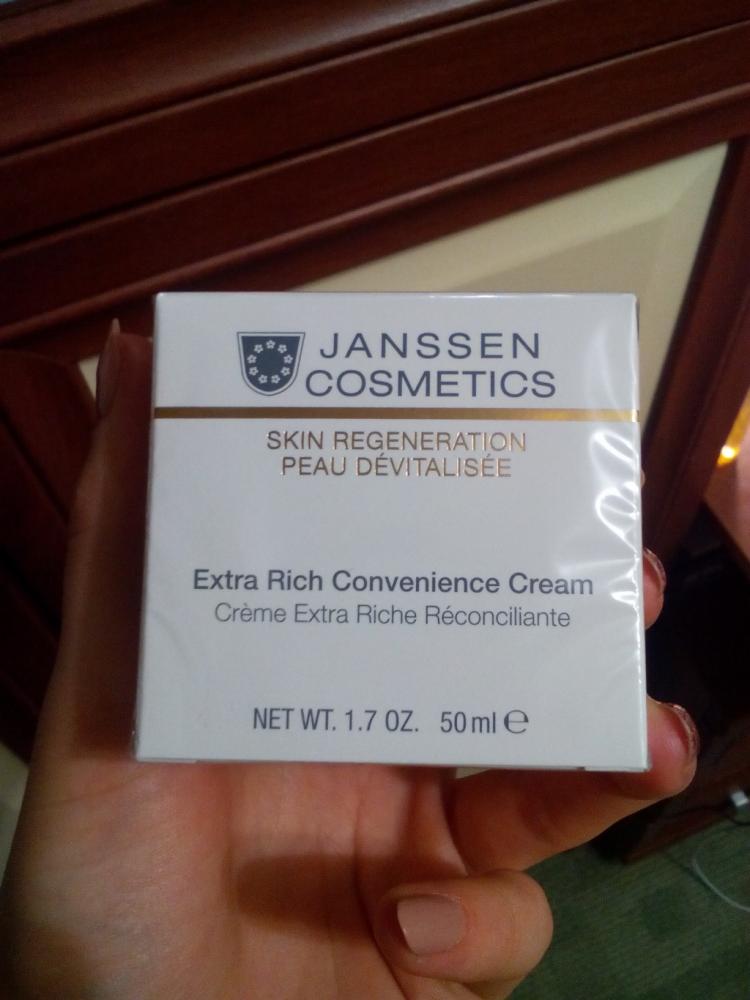 JANSSEN
COSMETICS
SKIN REGENERATION
PEAU DÉVITALISÉE
Extra Rich Convenience Cream
Crème Extra Riche Réconciliante
NET WT. 1.7 OZ. 50 ml ℮